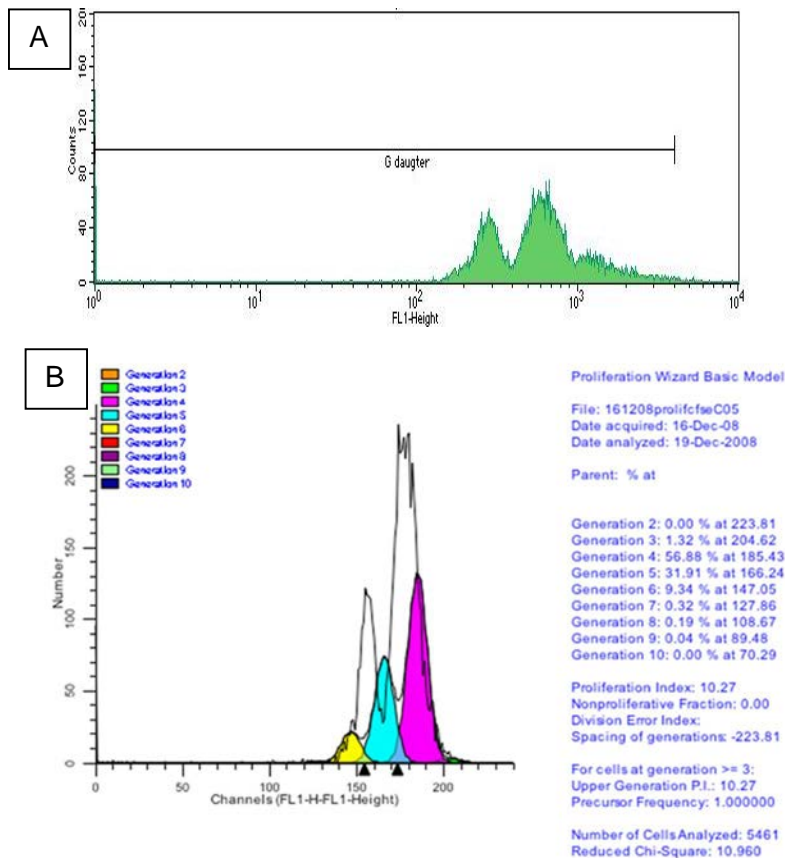 A
200
160
120
80
40
0
Counts
G daugter
10^0
10^1
10^2
10^3
10^4
FL1-Height
B
Generation 2
Generation 3
Generation 4
Generation 5
Generation 6
Generation 7
Generation 8
Generation 9
Generation 10
200
150
100
50
0
Number
0
50
100
150
200
Channels (FL1-H-FL1-Height)
Proliferation Wizard Basic Model
File: 161208prolifcfseC05
Date acquired: 16-Dec-08
Date analyzed: 19-Dec-2008
Parent: % at
Generation 2: 0.00 % at 223.81
Generation 3: 1.32 % at 204.62
Generation 4: 56.88 % at 185.43
Generation 5: 31.91 % at 166.24
Generation 6: 9.34 % at 147.05
Generation 7: 0.32 % at 127.86
Generation 8: 0.19 % at 108.67
Generation 9: 0.04 % at 89.48
Generation 10: 0.00 % at 70.29
Proliferation Index: 10.27
Nonproliferative Fraction: 0.00
Division Error Index:
Spacing of generations: -223.81
For cells at generation >= 3:
Upper Generation P.I.: 10.27
Precursor Frequency: 1.000000
Number of Cells Analyzed: 5461
Reduced Chi-Square: 10.960